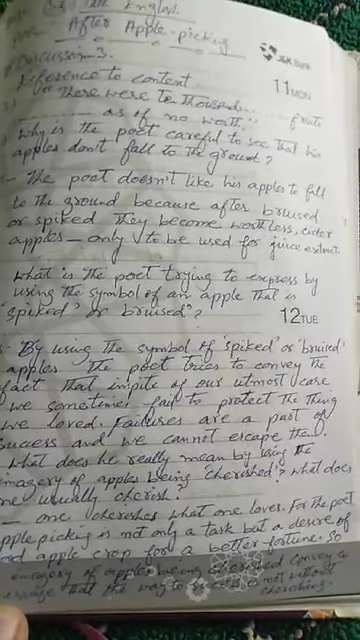 12th English
After Apple-picking
J&K Bank
Discussion 3.
11 MON
Reference to content.
"There were ten thousand.... fruit
as of no worth."
Why is the poet careful to see that his
apples don't fall to the ground?
- The poet doesn't like his apples to fall
to the ground because after bruised
or spiked they become worthless, cider
apples - only to be used for juice
What is the poet trying to express by
using the symbol of an apple that is
"spiked" or bruised"?
12 TUE
By using the symbol of 'spiked' or 'bruised'
apples The poet tries to convey the
fact that inspite of our utmost care
we sometimes fail to protect the thing
we loved. Failures are a part of
success and we cannot escape them.
What does he really mean by using the
imagery of apples being 'cherished'? What does
one usually cherish?
- One cherishes what one loves. For the poet
apple picking is not only a task but a desire of
apple crop for a better fortune. So
imagery of apples being cherished convey a
that the way to is not without
cherishing.